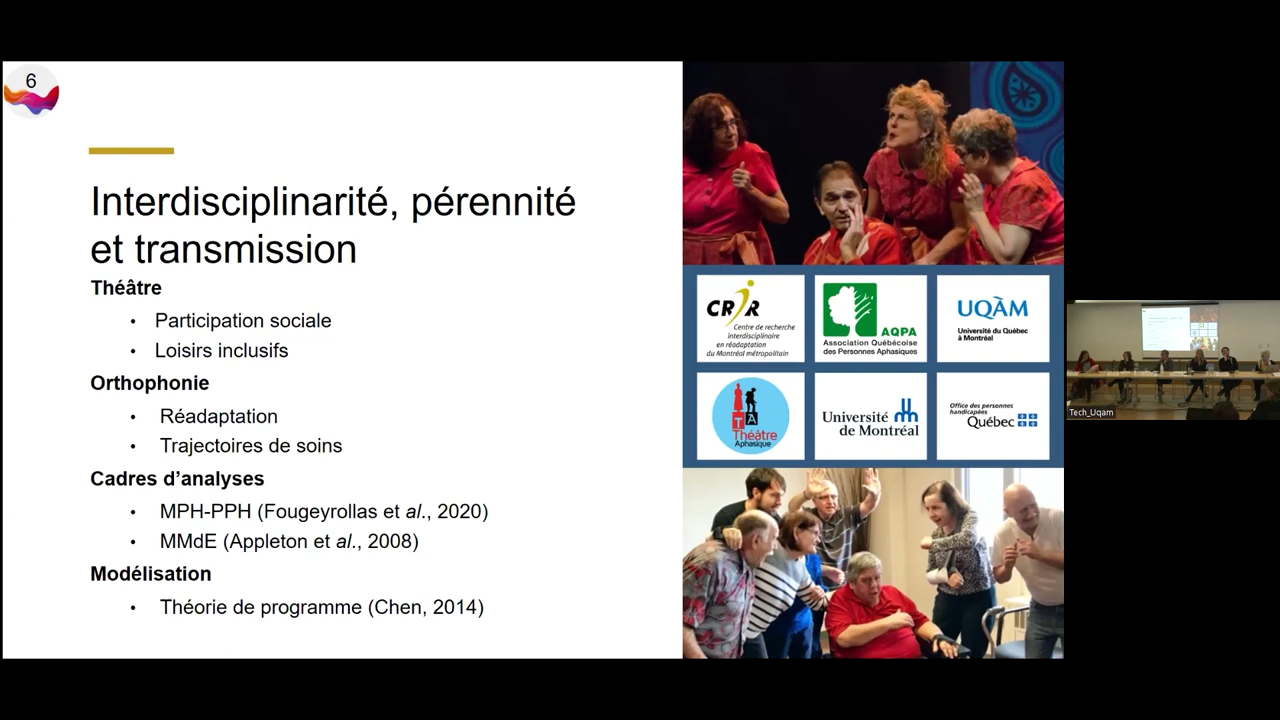 6
Interdisciplinarité, pérennité
et transmission
Théâtre
• Participation sociale
• Loisirs inclusifs
Orthophonie
• Réadaptation
• Trajectoires de soins
Cadres d’analyses
• MPH-PPH (Fougeyrollas et al., 2020)
• MMdE (Appleton et al., 2008)
Modélisation
• Théorie de programme (Chen, 2014)
CRIR
Centre de recherche
interdisciplinaire
en réadaptation
du Montréal métropolitain
AQPA
Association Québécoise
des Personnes Aphasiques
UQÀM
Université du Québec
à Montréal
TA
Théâtre
Aphasique
Université
de Montréal
Office des personnes
handicapées
Québec
Tech_Uqam